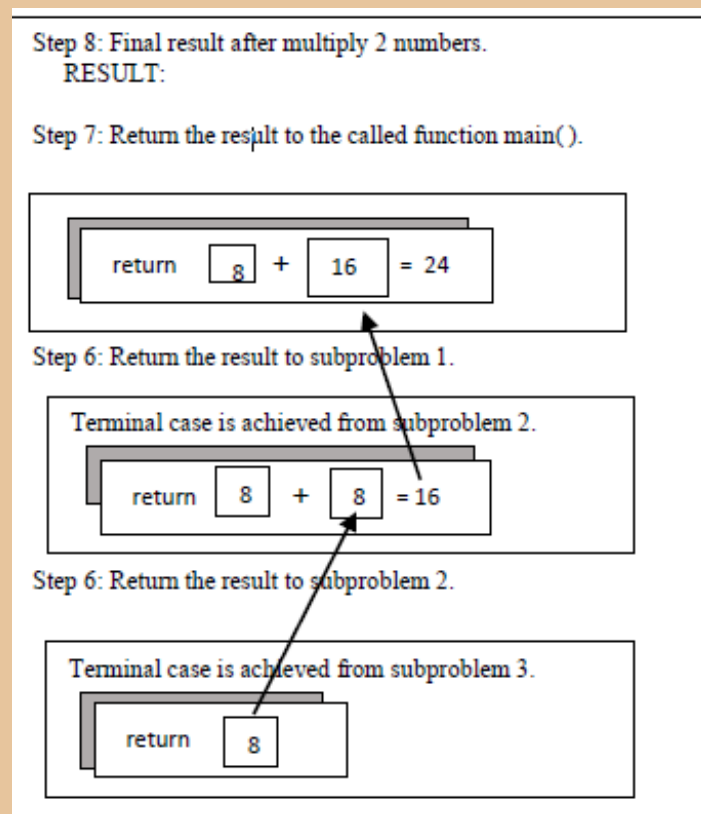 Step 8: Final result after multiply 2 numbers.
RESULT:
Step 7: Return the result to the called function main( ).
return 8 + 16 = 24
Step 6: Return the result to subproblem 1.
Terminal case is achieved from subproblem 2.
return 8 + 8 = 16
Step 6: Return the result to subproblem 2.
Terminal case is achieved from subproblem 3.
return 8